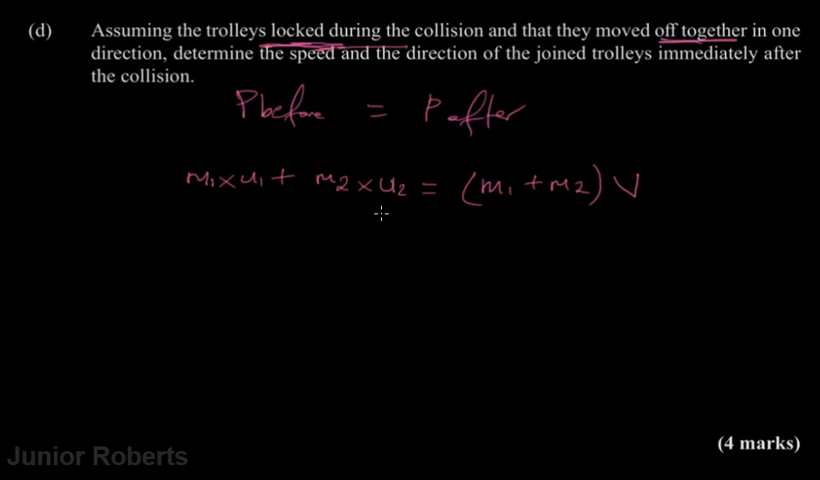 (d) Assuming the trolleys locked during the collision and that they moved off together in one
direction, determine the speed and the direction of the joined trolleys immediately after
the collision.
P before = P after
m₁ × u₁ + m₂ × u₂ = (m₁ + m₂) V
(4 marks)
Junior Roberts